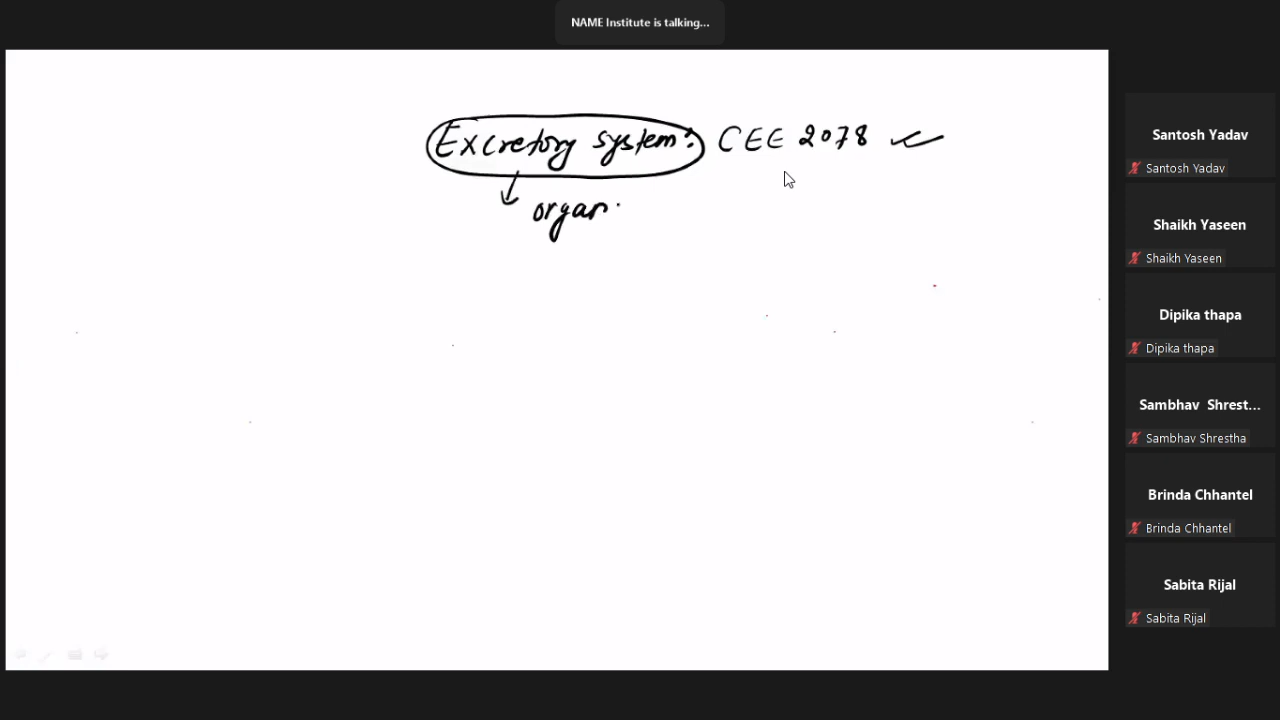 NAME Institute is talking...
Excretory system: CEE 2078
organ
Santosh Yadav
Santosh Yadav
Shaikh Yaseen
Shaikh Yaseen
Dipika thapa
Dipika thapa
Sambhav Shrest...
Sambhav Shrestha
Brinda Chhantel
Brinda Chhantel
Sabita Rijal
Sabita Rijal